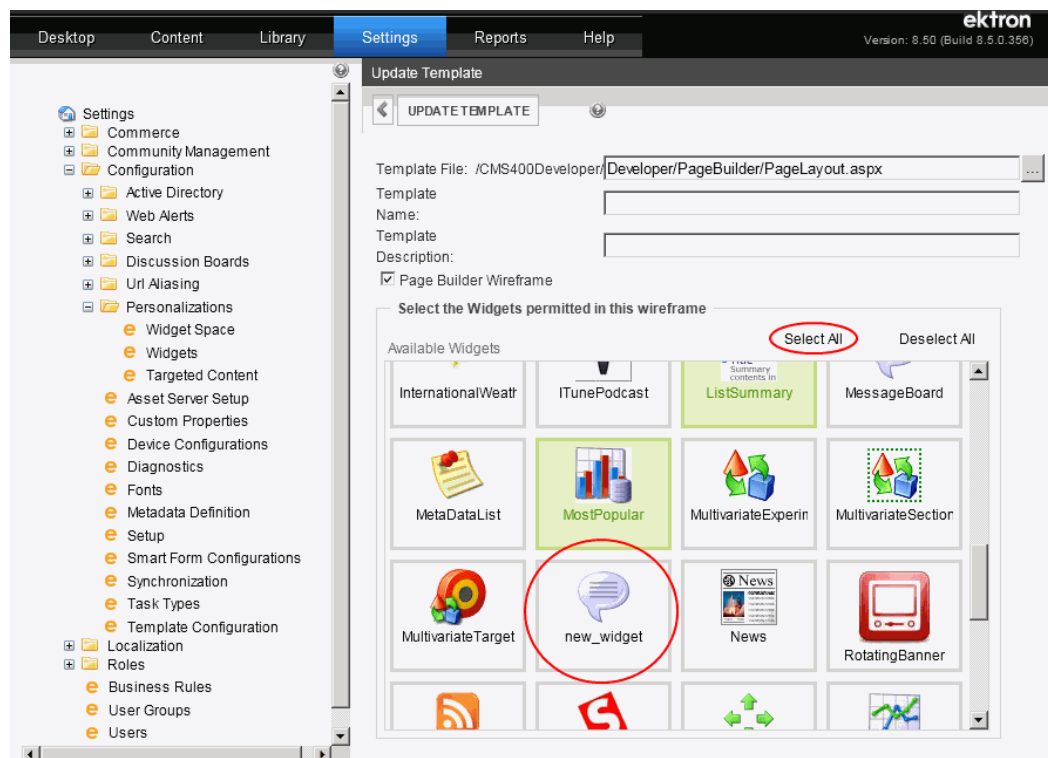 ektron
Desktop Content Library Settings Reports Help
Version: 8.50 (Build 8.5.0.356)
Update Template
UPDATE TEMPLATE
Settings
Commerce
Community Management
Configuration
Active Directory
Web Alerts
Search
Discussion Boards
Url Aliasing
Personalizations
Widget Space
Widgets
Targeted Content
Asset Server Setup
Custom Properties
Device Configurations
Diagnostics
Fonts
Metadata Definition
Setup
Smart Form Configurations
Synchronization
Task Types
Template Configuration
Localization
Roles
Business Rules
User Groups
Users
Template File: /CMS400Developer/Developer/PageBuilder/PageLayout.aspx ...
Template
Name:
Template
Description:
Page Builder Wireframe
Select the Widgets permitted in this wireframe
Select All Deselect All
Available Widgets
Summary
contents in
InternationalWeath ITunePodcast ListSummary MessageBoard
MetaDataList MostPopular MultivariateExperin MultivariateSection
News
MultivariateTarget new_widget News RotatingBanner